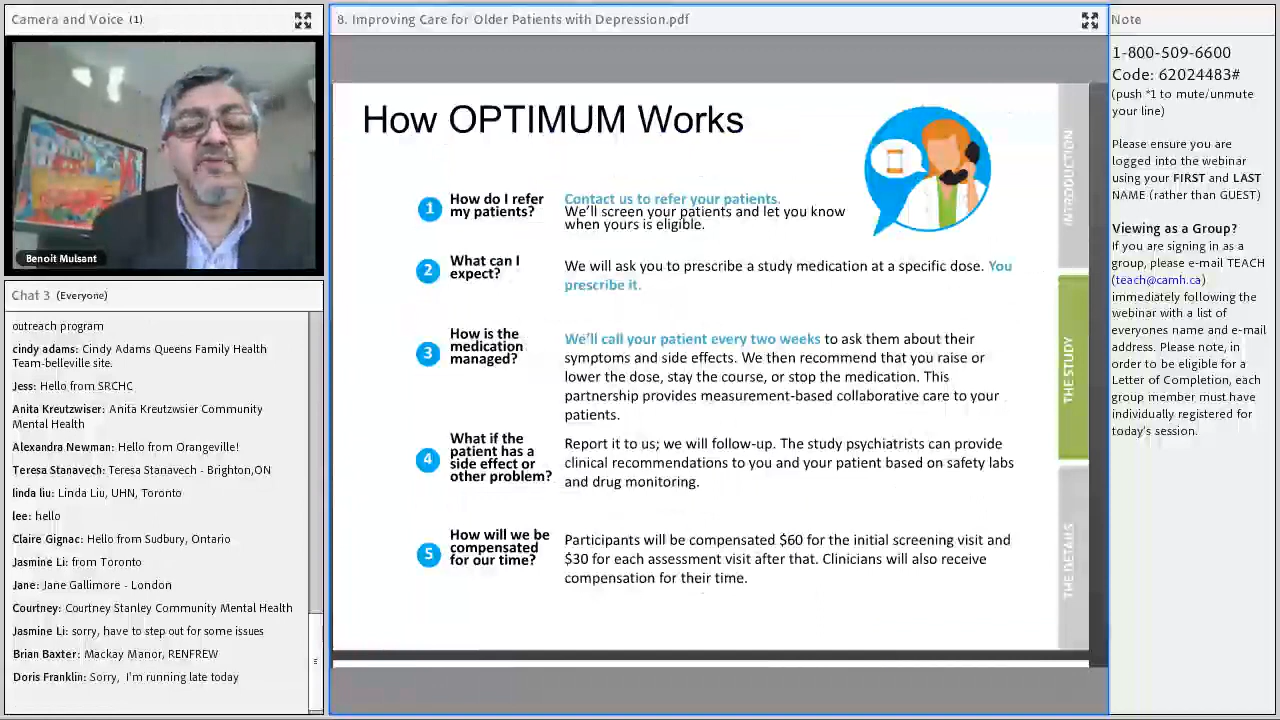 Camera and Voice (1)
Benoit Mulsant
Chat 3 (Everyone)
outreach program
cindy adams: Cindy Adams Queens Family Health
Team-belleville site.
Jess: Hello from SRCHC
Anita Kreutzwiser: Anita Kreutzwsier Community
Mental Health
Alexandra Newman: Hello from Orangeville!
Teresa Stanavech: Teresa Stanavech - Brighton,ON
linda liu: Linda Liu, UHN, Toronto
lee: hello
Claire Gignac: Hello from Sudbury, Ontario
Jasmine Li: from Toronto
Jane: Jane Gallimore - London
Courtney: Courtney Stanley Community Mental Health
Jasmine Li: sorry, have to step out for some issues
Brian Baxter: Mackay Manor, RENFREW
Doris Franklin: Sorry, I'm running late today
8. Improving Care for Older Patients with Depression.pdf
How OPTIMUM Works
1
How do I refer
my patients?
Contact us to refer your patients.
We'll screen your patients and let you know
when yours is eligible.
2
What can I
expect?
We will ask you to prescribe a study medication at a specific dose. You
prescribe it.
3
How is the
medication
managed?
We'll call your patient every two weeks to ask them about their
symptoms and side effects. We then recommend that you raise or
lower the dose, stay the course, or stop the medication. This
partnership provides measurement-based collaborative care to your
patients.
4
What if the
patient has a
side effect or
other problem?
Report it to us; we will follow-up. The study psychiatrists can provide
clinical recommendations to you and your patient based on safety labs
and drug monitoring.
5
How will we be
compensated
for our time?
Participants will be compensated $60 for the initial screening visit and
$30 for each assessment visit after that. Clinicians will also receive
compensation for their time.
INTRODUCTION
THE STUDY
THE DETAILS
Note
1-800-509-6600
Code: 62024483#
(push *1 to mute/unmute
your line)
Please ensure you are
logged into the webinar
using your FIRST and LAST
NAME (rather than GUEST)
Viewing as a Group?
If you are signing in as a
group, please e-mail TEACH
(teach@camh.ca)
immediately following the
webinar with a list of
everyones name and e-mail
address. Please note, in
order to be eligible for a
Letter of Completion, each
group member must have
individually registered for
today's session.